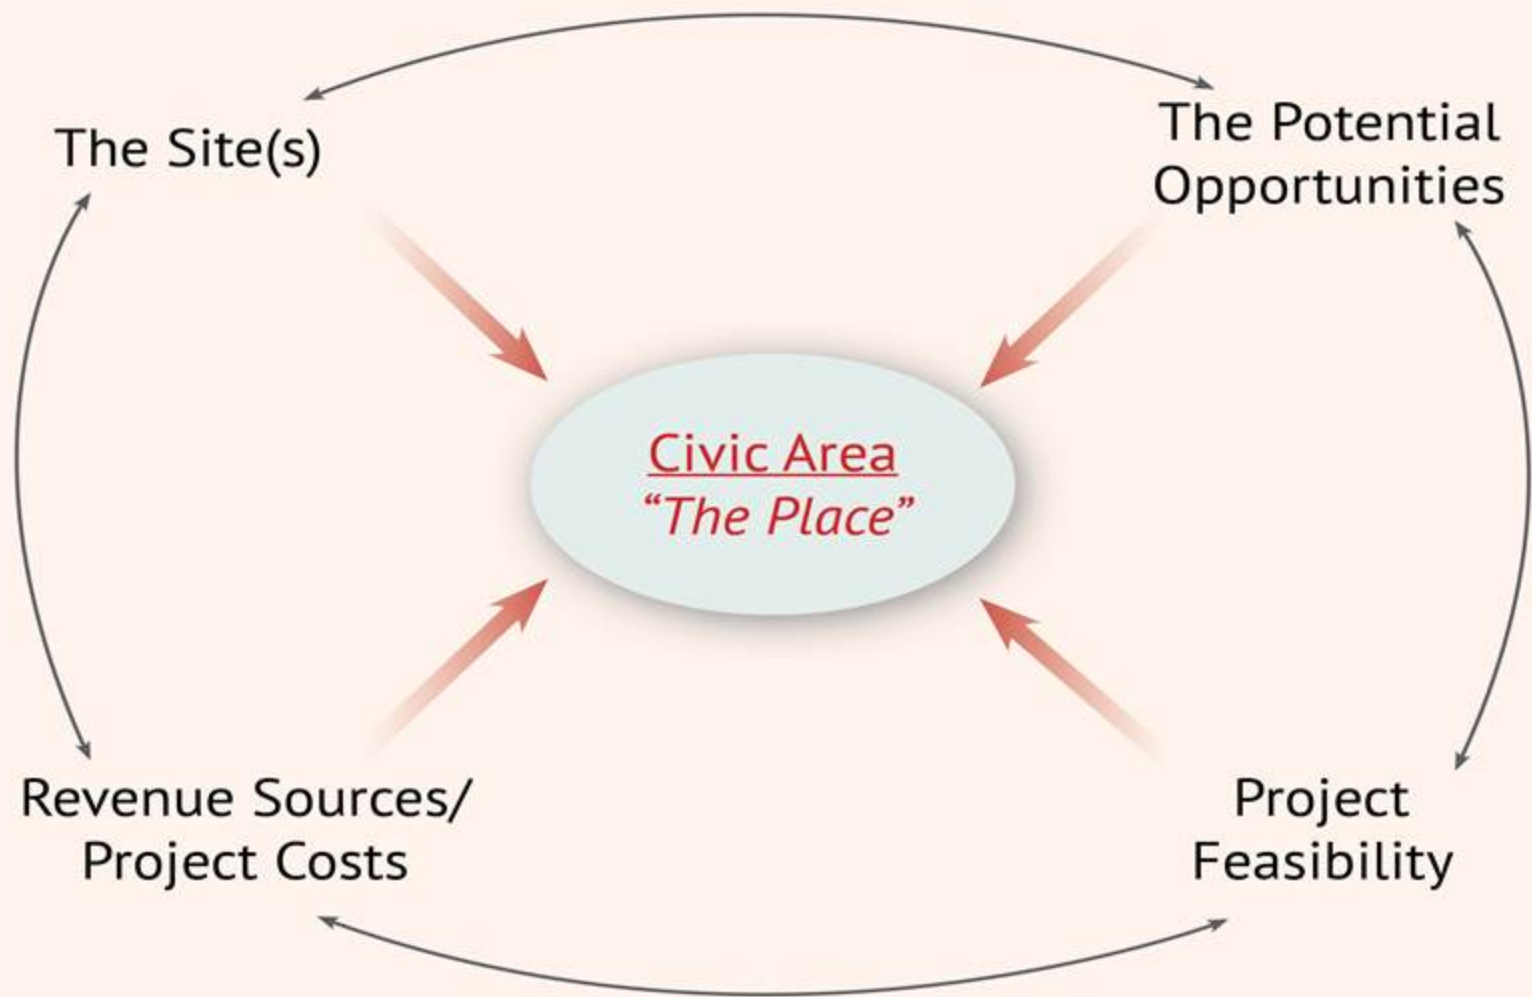 The Site(s)
The Potential
Opportunities
Civic Area
“The Place”
Revenue Sources/
Project Costs
Project
Feasibility